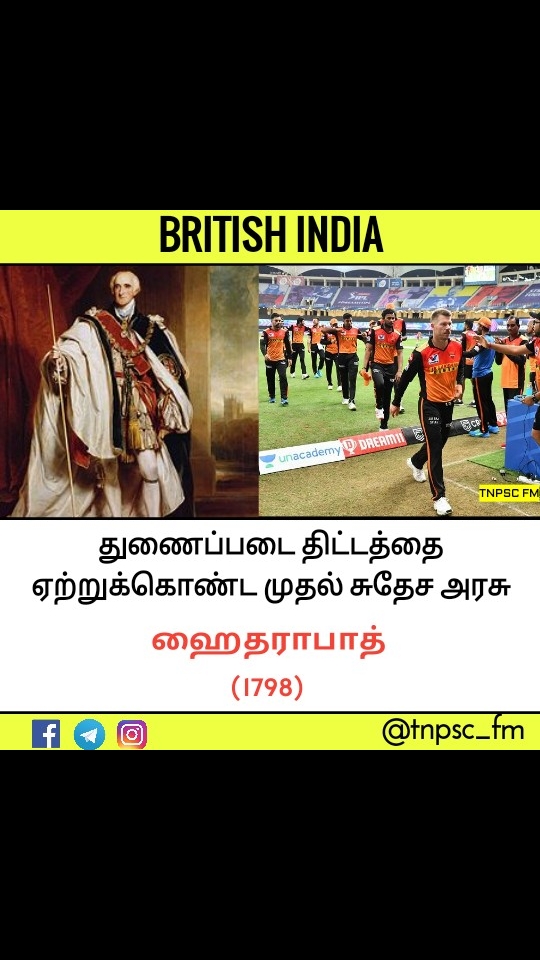 BRITISH INDIA
unacademy
DREAM11
TNPSC FM
துணைப்படை திட்டத்தை
ஏற்றுக்கொண்ட முதல் சுதேச அரசு
ஹைதராபாத்
(1798)
@tnpsc_fm